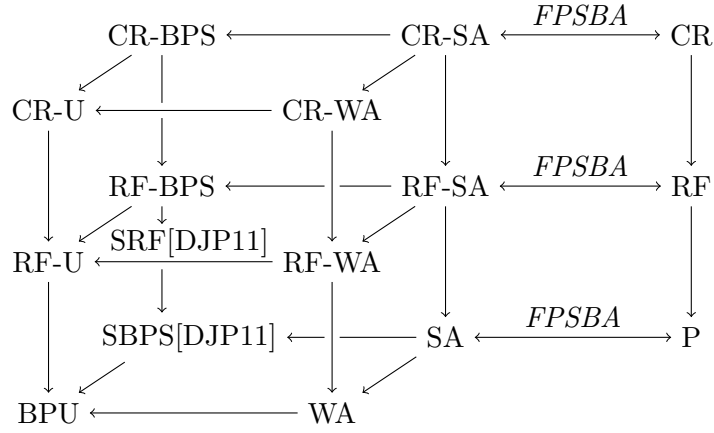 FPSBA
CR-BPS CR-SA CR
CR-U CR-WA
FPSBA
RF-BPS RF-SA RF
SRF[DJP11]
RF-U RF-WA
FPSBA
SBPS[DJP11] SA P
BPU WA